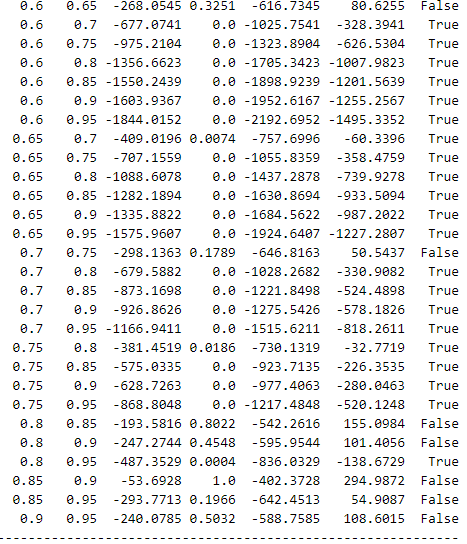 0.6 0.65 -268.0545 0.3251 -616.7345 80.6255 False
0.6 0.7 -677.0741 0.0 -1025.7541 -328.3941 True
0.6 0.75 -975.2104 0.0 -1323.8904 -626.5304 True
0.6 0.8 -1356.6623 0.0 -1705.3423 -1007.9823 True
0.6 0.85 -1550.2439 0.0 -1898.9239 -1201.5639 True
0.6 0.9 -1603.9367 0.0 -1952.6167 -1255.2567 True
0.6 0.95 -1844.0152 0.0 -2192.6952 -1495.3352 True
0.65 0.7 -409.0196 0.0074 -757.6996 -60.3396 True
0.65 0.75 -707.1559 0.0 -1055.8359 -358.4759 True
0.65 0.8 -1088.6078 0.0 -1437.2878 -739.9278 True
0.65 0.85 -1282.1894 0.0 -1630.8694 -933.5094 True
0.65 0.9 -1335.8822 0.0 -1684.5622 -987.2022 True
0.65 0.95 -1575.9607 0.0 -1924.6407 -1227.2807 True
0.7 0.75 -298.1363 0.1789 -646.8163 50.5437 False
0.7 0.8 -679.5882 0.0 -1028.2682 -330.9082 True
0.7 0.85 -873.1698 0.0 -1221.8498 -524.4898 True
0.7 0.9 -926.8626 0.0 -1275.5426 -578.1826 True
0.7 0.95 -1166.9411 0.0 -1515.6211 -818.2611 True
0.75 0.8 -381.4519 0.0186 -730.1319 -32.7719 True
0.75 0.85 -575.0335 0.0 -923.7135 -226.3535 True
0.75 0.9 -628.7263 0.0 -977.4063 -280.0463 True
0.75 0.95 -868.8048 0.0 -1217.4848 -520.1248 True
0.8 0.85 -193.5816 0.8022 -542.2616 155.0984 False
0.8 0.9 -247.2744 0.4548 -595.9544 101.4056 False
0.8 0.95 -487.3529 0.0004 -836.0329 -138.6729 True
0.85 0.9 -53.6928 1.0 -402.3728 294.9872 False
0.85 0.95 -293.7713 0.1966 -642.4513 54.9087 False
0.9 0.95 -240.0785 0.5032 -588.7585 108.6015 False
----------------------------------------------------------